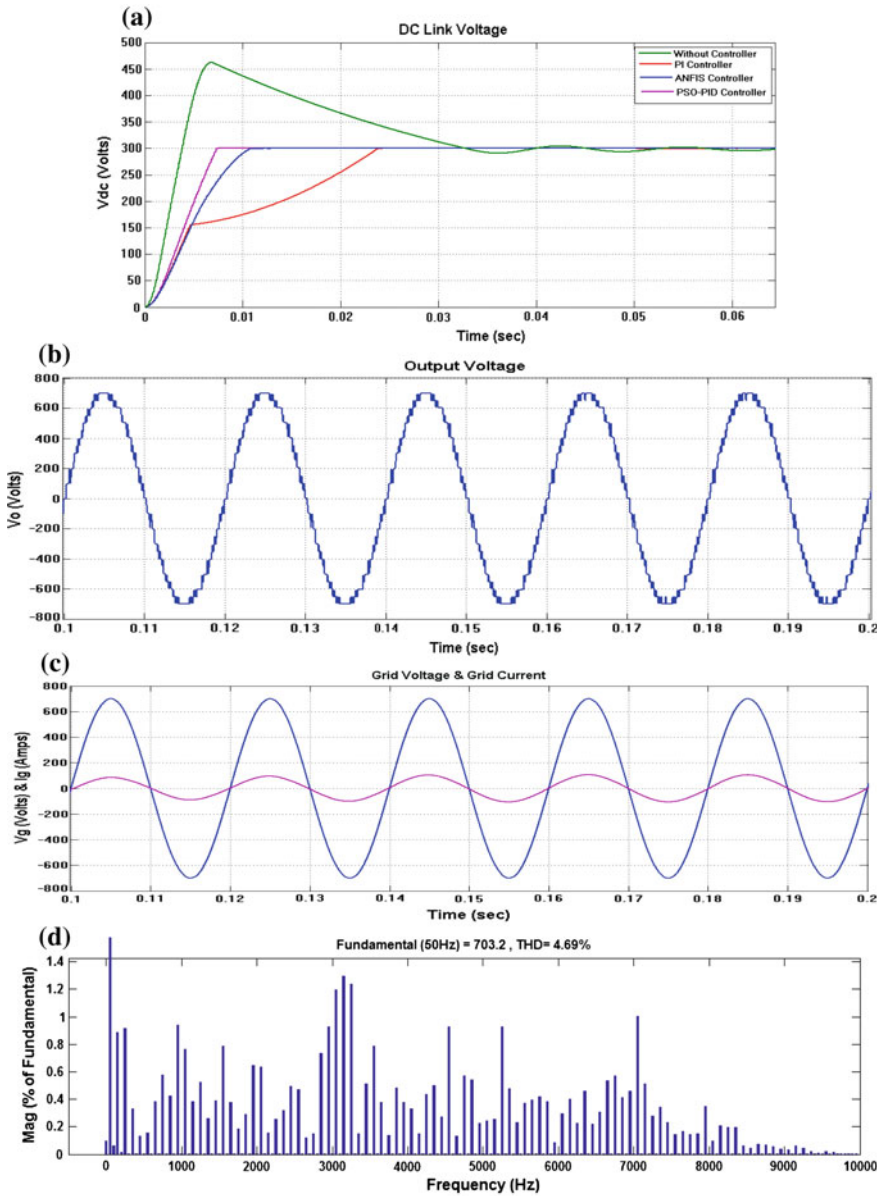 (a)
DC Link Voltage
500
450
400
350
300
250
200
150
100
50
0
Vdc (Volts)
Without Controller
PI Controller
ANFIS Controller
PSO-PID Controller
0 0.01 0.02 0.03 0.04 0.05 0.06
Time (sec)
(b)
Output Voltage
800
600
400
200
0
-200
-400
-600
-800
Vo (Volts)
0.1 0.11 0.12 0.13 0.14 0.15 0.16 0.17 0.18 0.19 0.2
Time (sec)
(c)
Grid Voltage & Grid Current
800
600
400
200
0
-200
-400
-600
-800
Vg (Volts) & Ig (Amps)
0.1 0.11 0.12 0.13 0.14 0.15 0.16 0.17 0.18 0.19 0.2
Time (sec)
(d)
Fundamental (50Hz) = 703.2 , THD= 4.69%
1.4
1.2
1
0.8
0.6
0.4
0.2
0
Mag (% of Fundamental)
0 1000 2000 3000 4000 5000 6000 7000 8000 9000 10000
Frequency (Hz)